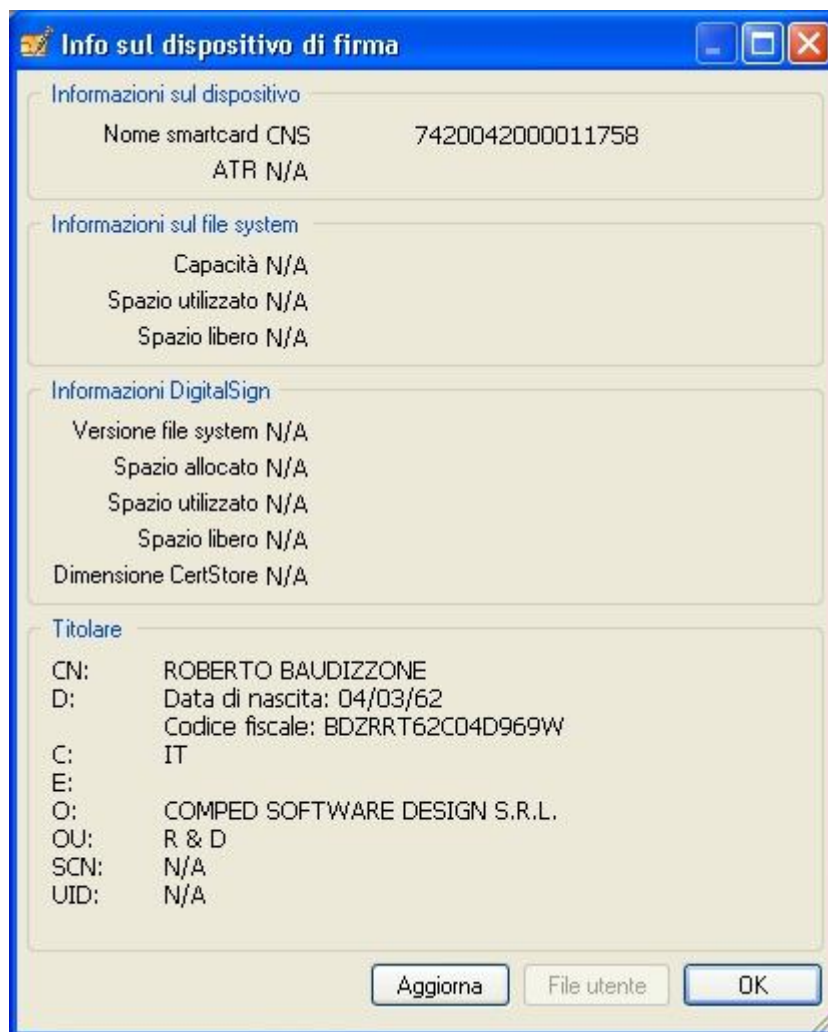 Info sul dispositivo di firma
Informazioni sul dispositivo
Nome smartcard CNS 7420042000011758
ATR N/A
Informazioni sul file system
Capacità N/A
Spazio utilizzato N/A
Spazio libero N/A
Informazioni DigitalSign
Versione file system N/A
Spazio allocato N/A
Spazio utilizzato N/A
Spazio libero N/A
Dimensione CertStore N/A
Titolare
CN: ROBERTO BAUDIZZONE
D: Data di nascita: 04/03/62
Codice fiscale: BDZRRT62C04D969W
C: IT
E:
O: COMPED SOFTWARE DESIGN S.R.L.
OU: R & D
SCN: N/A
UID: N/A
Aggiorna File utente OK